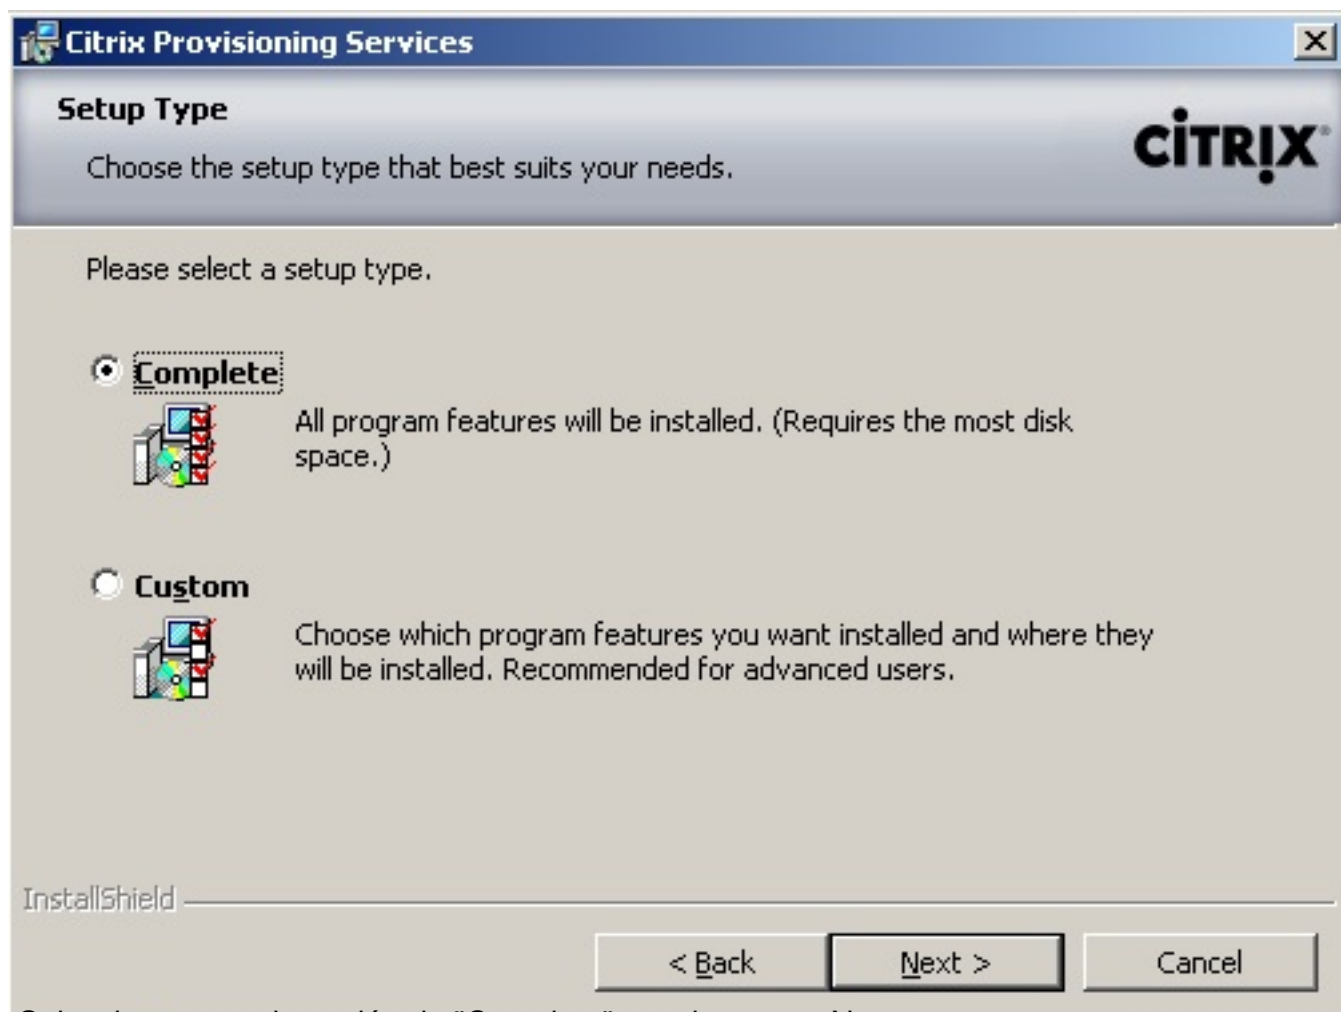 Citrix Provisioning Services
Setup Type
CiTRIX
Choose the setup type that best suits your needs.
Please select a setup type.
Complete
All program features will be installed. (Requires the most disk
space.)
Custom
Choose which program features you want installed and where they
will be installed. Recommended for advanced users.
InstallShield
< Back
Next >
Cancel